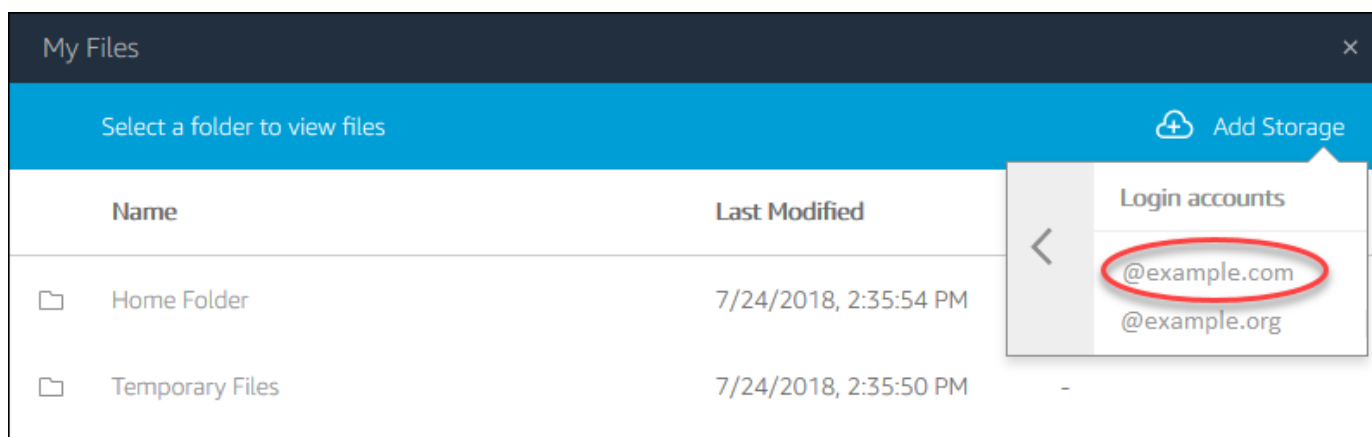 My Files ×
Select a folder to view files Add Storage
Name Last Modified Login accounts
@example.com
Home Folder 7/24/2018, 2:35:54 PM
@example.org
Temporary Files 7/24/2018, 2:35:50 PM -